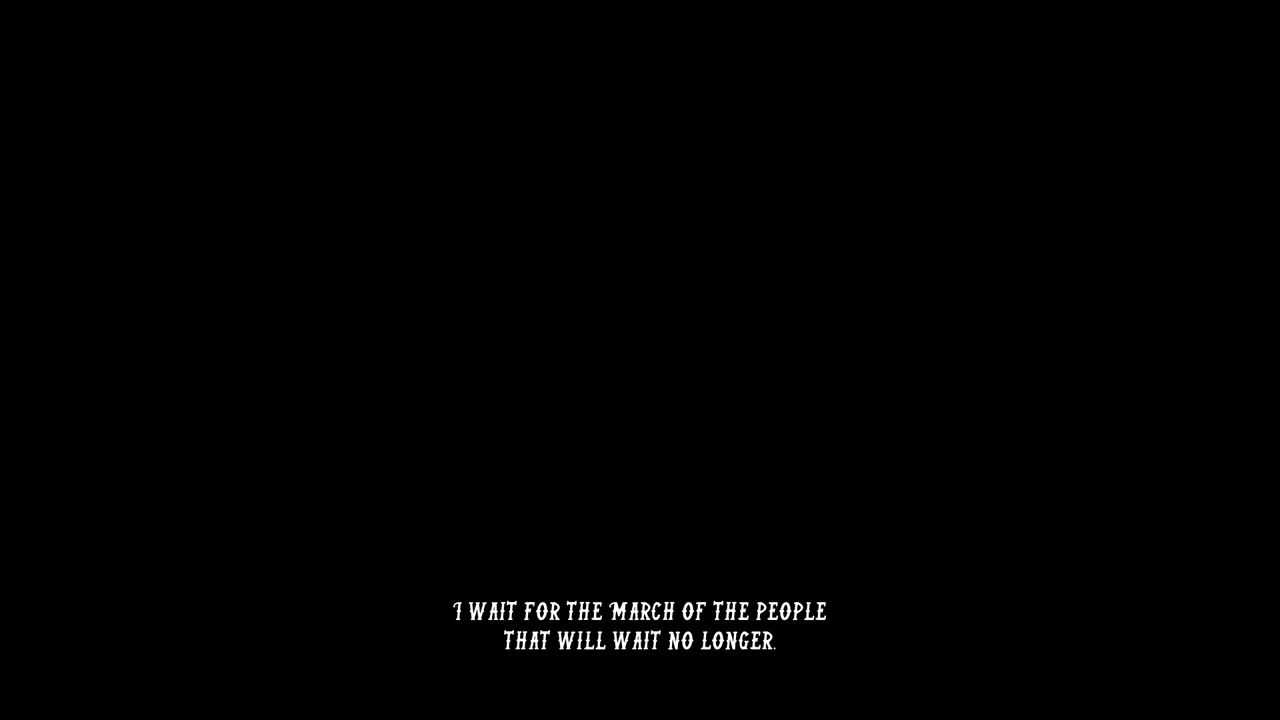 I WAIT FOR THE MARCH OF THE PEOPLE
THAT WILL WAIT NO LONGER.